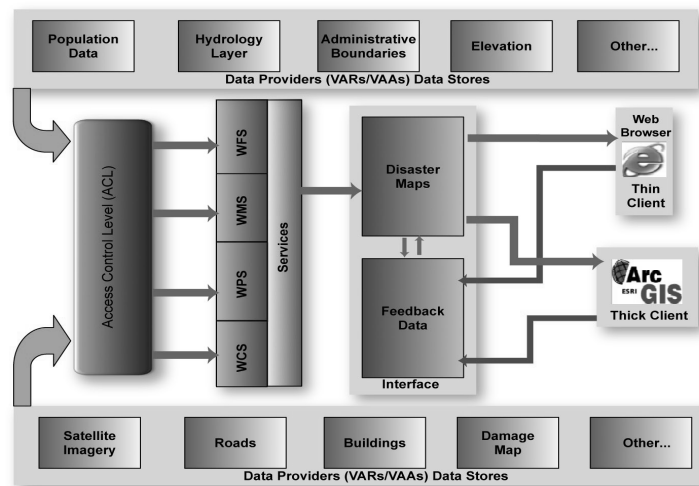 Population
Data
Hydrology
Layer
Administrative
Boundaries
Elevation
Other...
Data Providers (VARs/VAAs) Data Stores
Access Control Level (ACL)
WFS
WMS
WPS
WCS
Services
Disaster
Maps
Feedback
Data
Interface
Web
Browser
Thin
Client
Arc
ESRI GIS
Thick Client
Satellite
Imagery
Roads
Buildings
Damage
Map
Other...
Data Providers (VARs/VAAs) Data Stores